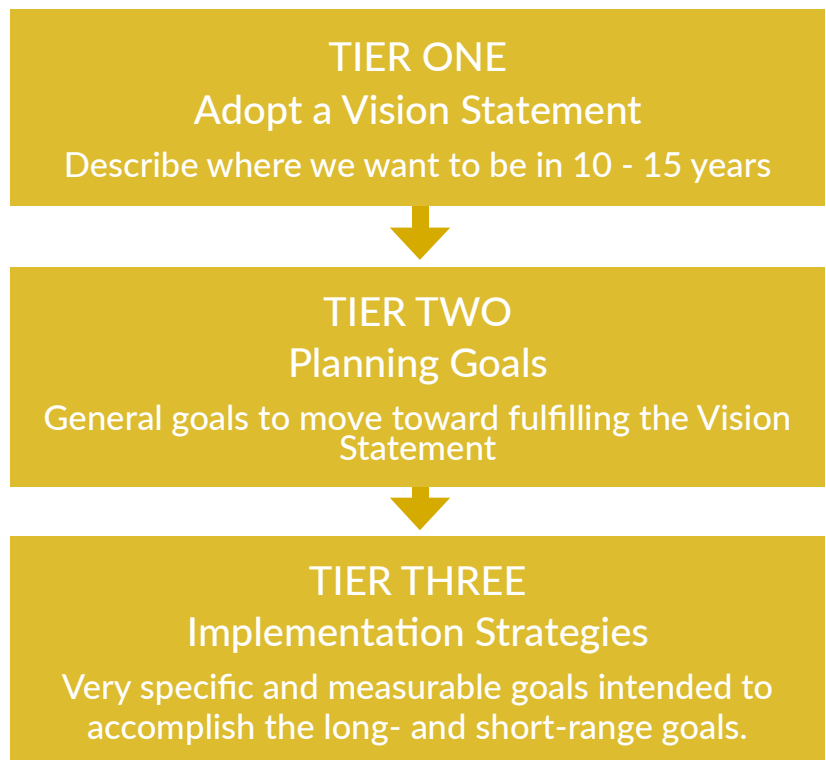 TIER ONE
Adopt a Vision Statement
Describe where we want to be in 10 - 15 years
TIER TWO
Planning Goals
General goals to move toward fulfilling the Vision
Statement
TIER THREE
Implementation Strategies
Very specific and measurable goals intended to
accomplish the long- and short-range goals.